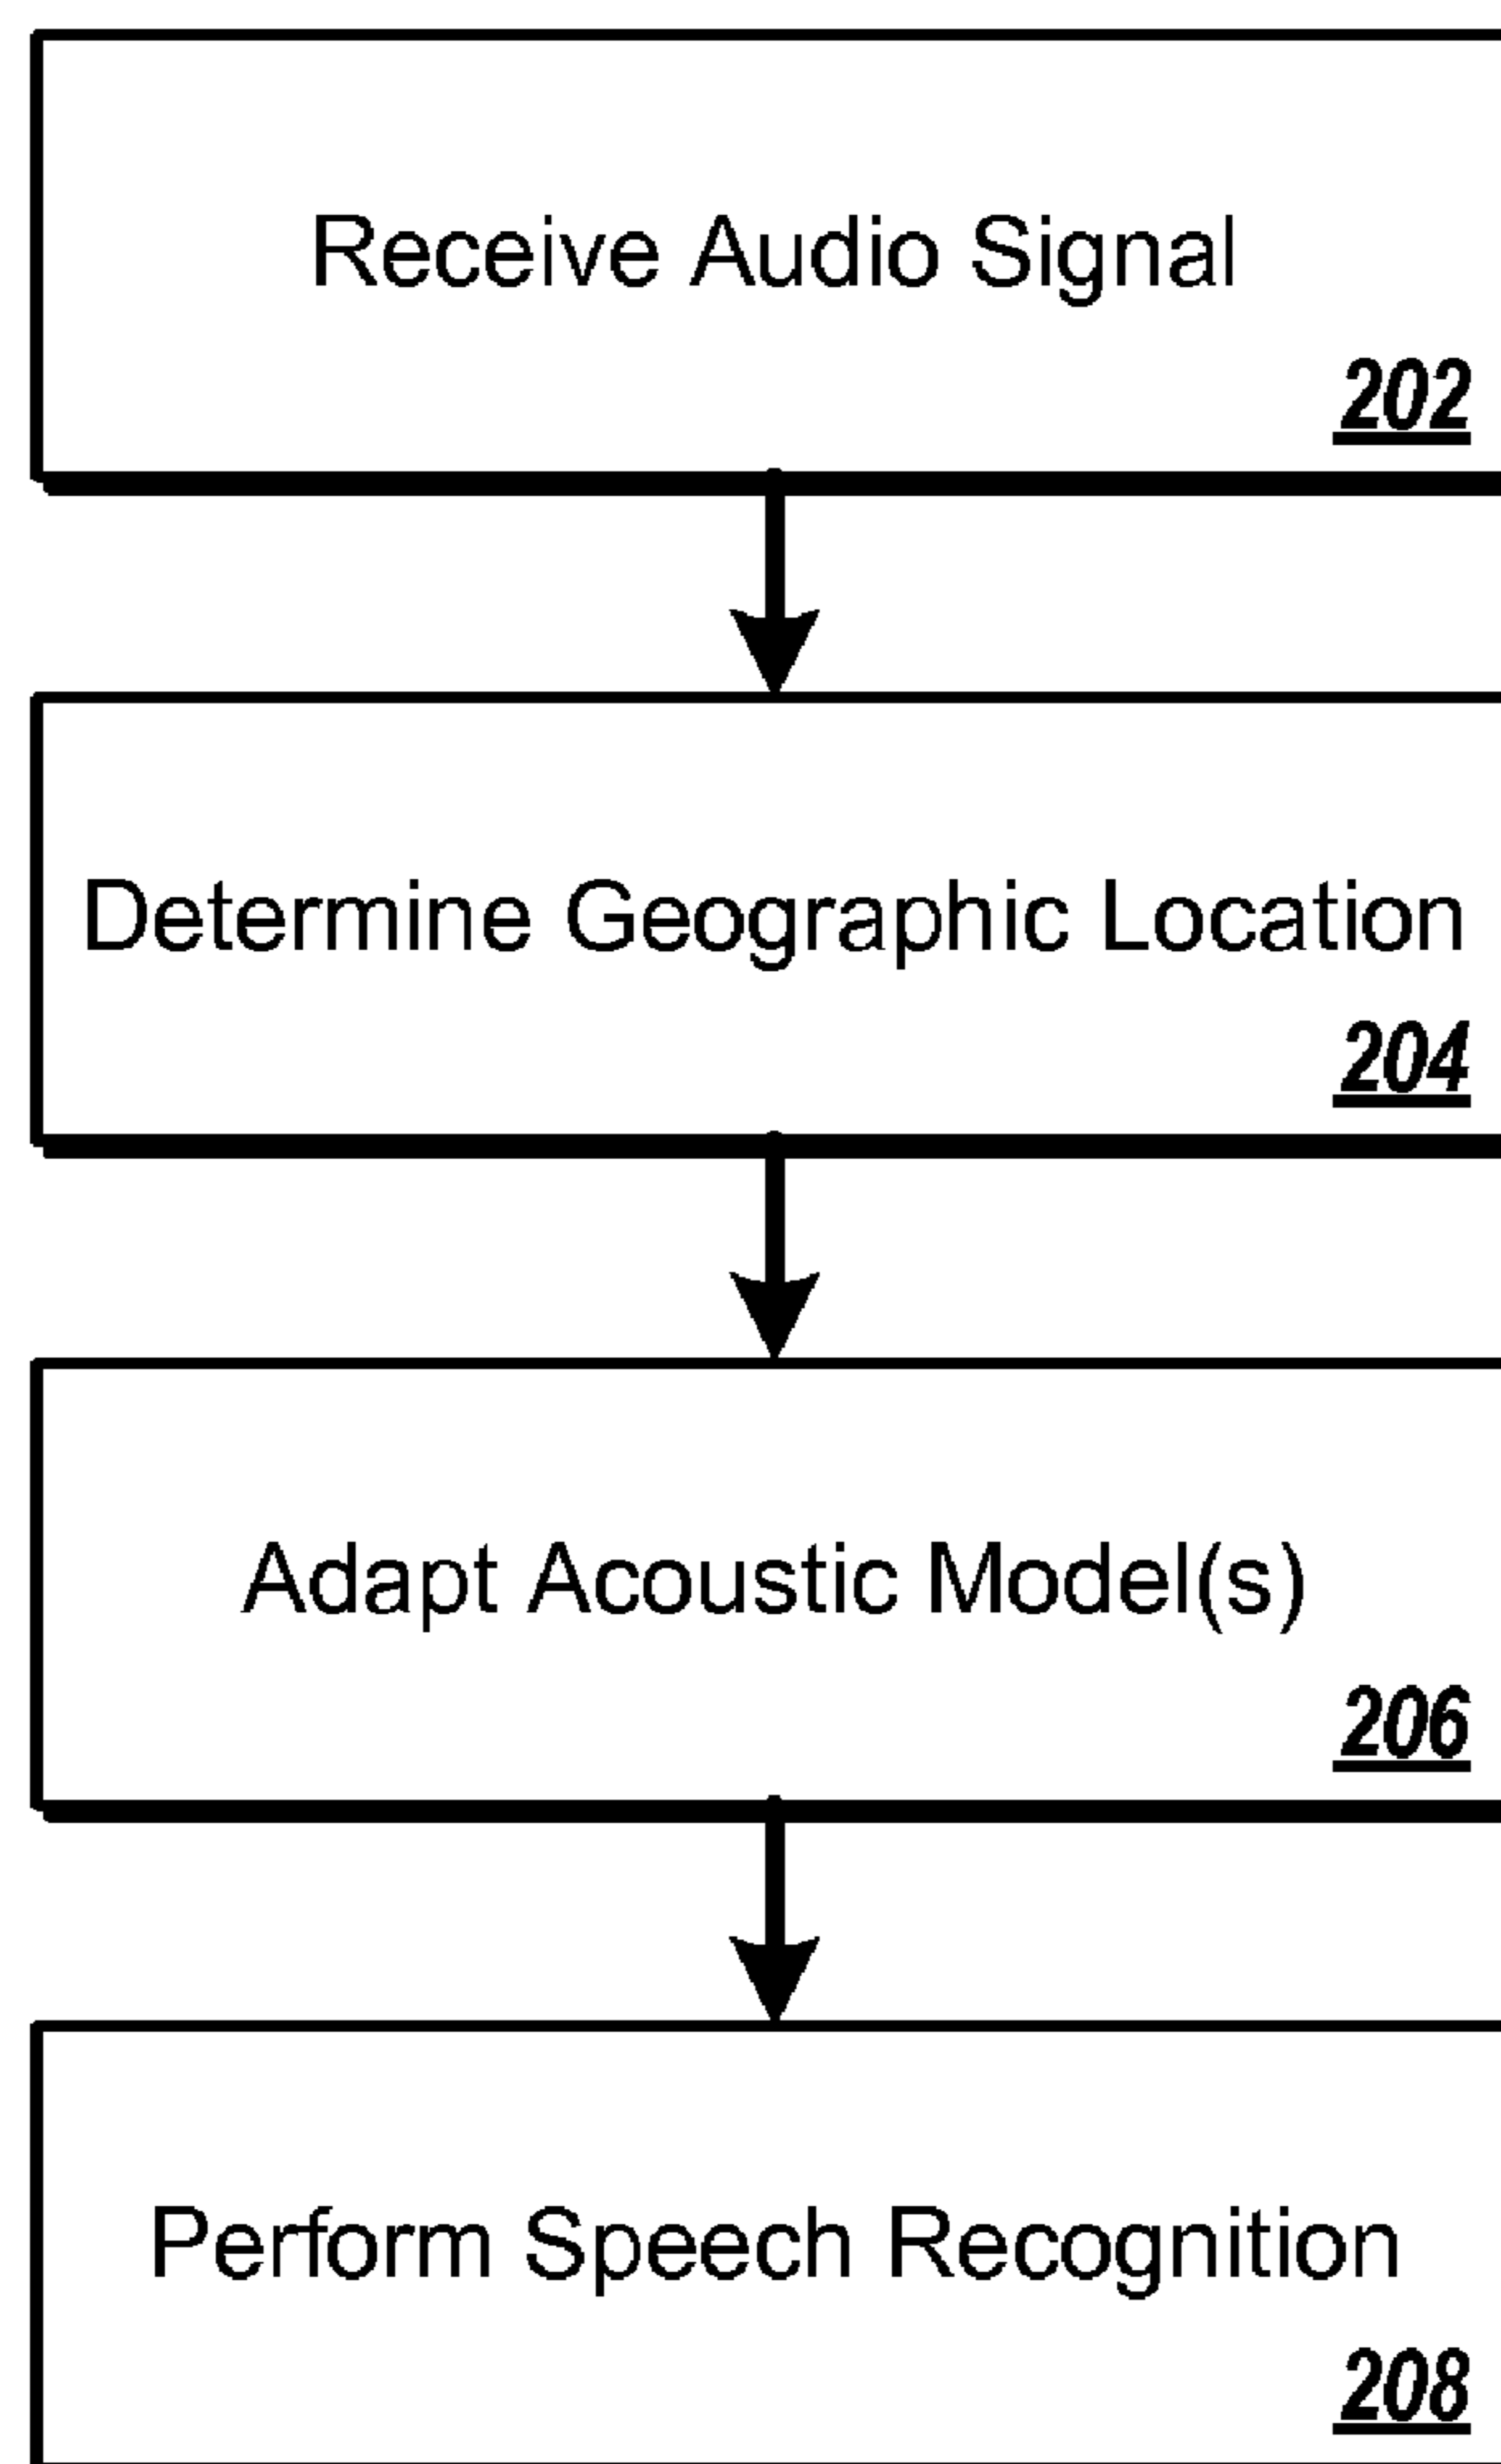 Receive Audio Signal
202
Determine Geographic Location
204
Adapt Acoustic Model(s)
206
Perform Speech Recognition
208